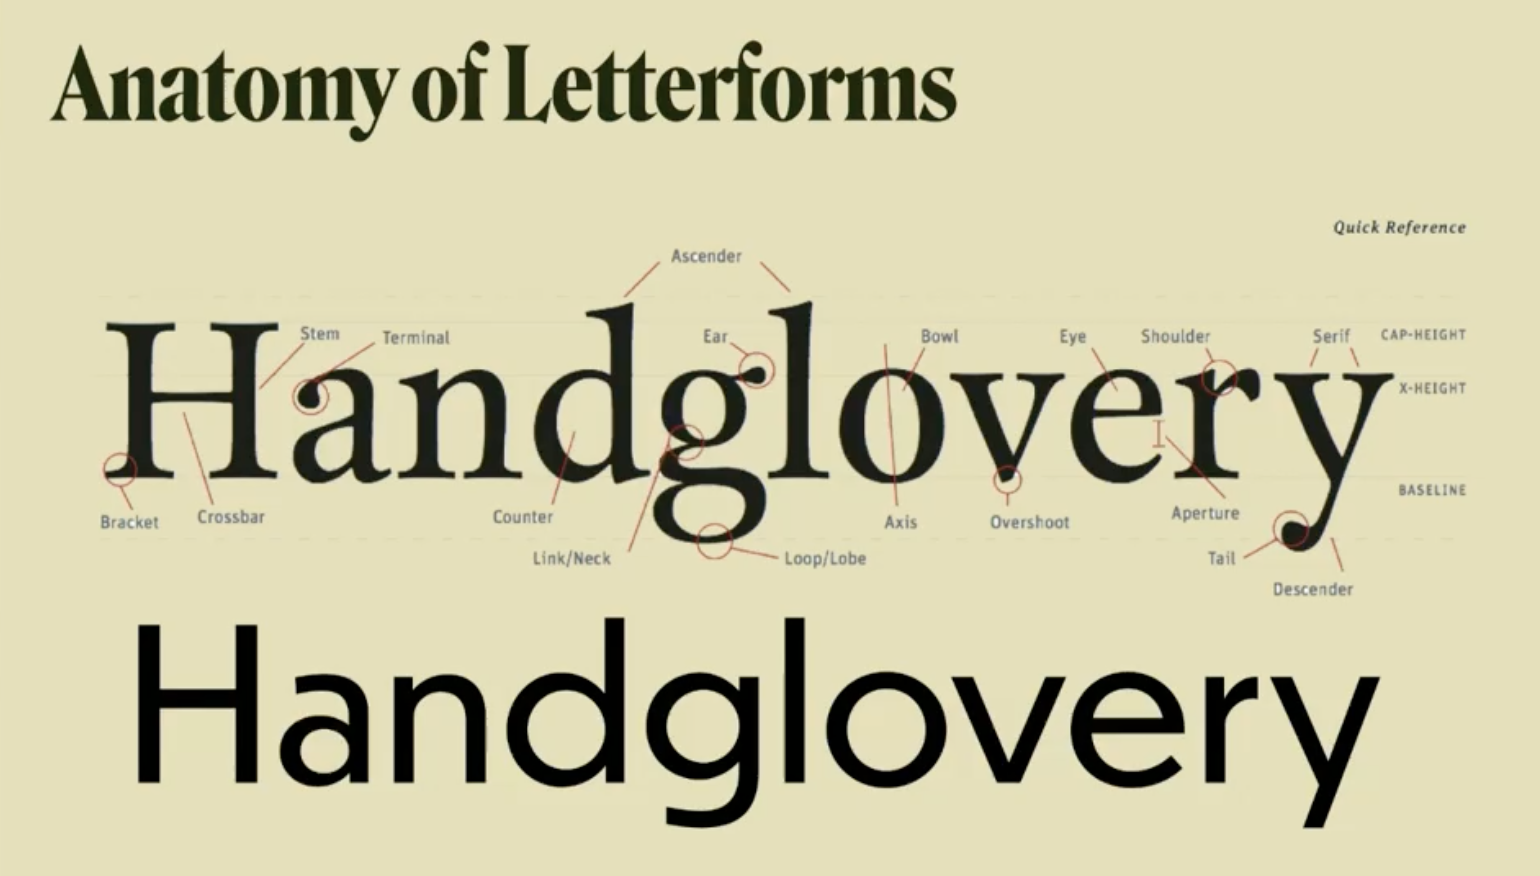 Anatomy of Letterforms
Quick Reference
Ascender
Stem Terminal Ear Bowl Eye Shoulder Serif CAP-HEIGHT
X-HEIGHT
Handglovery
BASELINE
Bracket Crossbar Counter Axis Overshoot Aperture
Link/Neck Loop/Lobe Tail
Descender
Handglovery